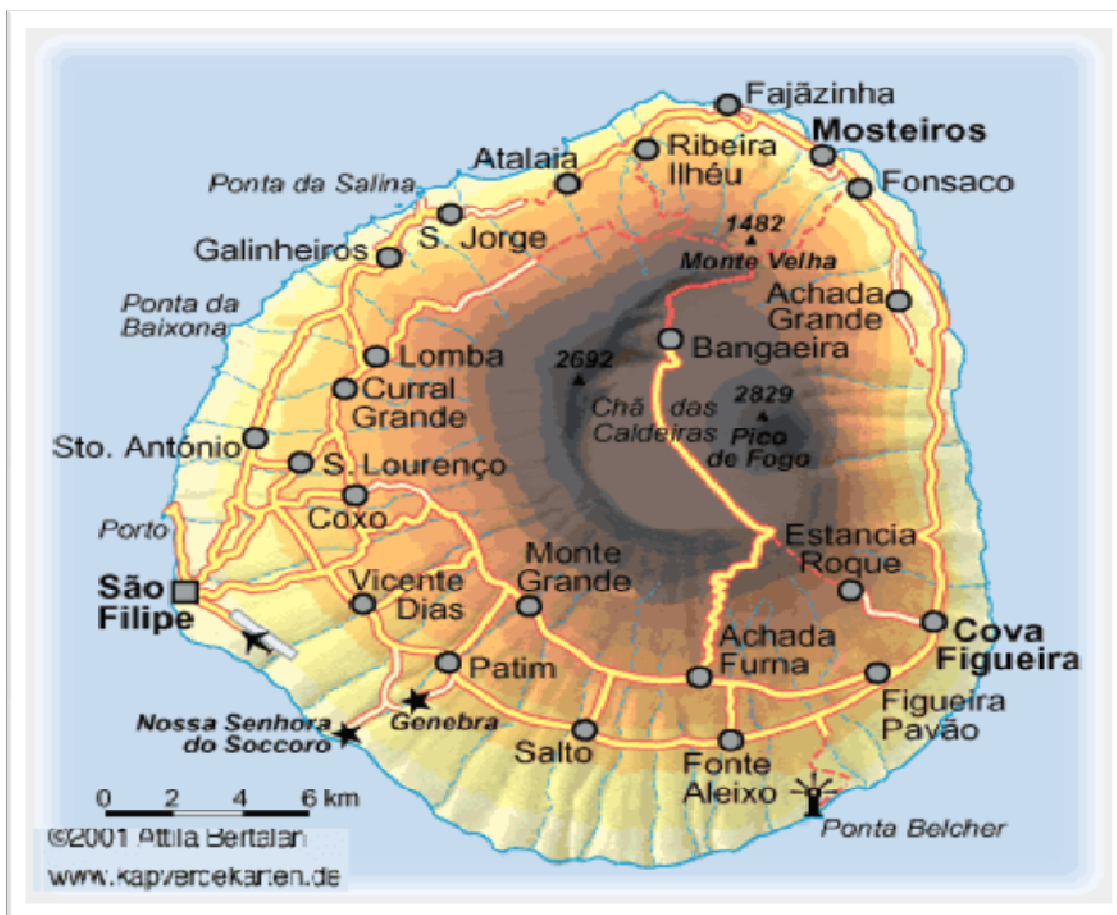 Fajãzinha
Mosteiros
Ribeira
Ilhéu
Atalaia
Fonsaco
Ponta da Salina
S. Jorge
1482
Monte Velha
Galinheiros
Achada
Grande
Ponta da
Baixona
Lomba
Bangaeira
2692
Curral
Grande
2829
Chã das
Caldeiras
Pico
de Fogo
Sto. António
S. Lourenço
Coxo
Porto
Estancia
Roque
Monte
Grande
São
Filipe
Vicente
Dias
Cova
Figueira
Achada
Furna
Patim
Figueira
Pavão
Nossa Senhora
do Soccoro
Genebra
Salto
Fonte
Aleixo
Ponta Belcher
0 2 4 6 km
©2001 Attila Bertalan
www.kapvercekarten.de